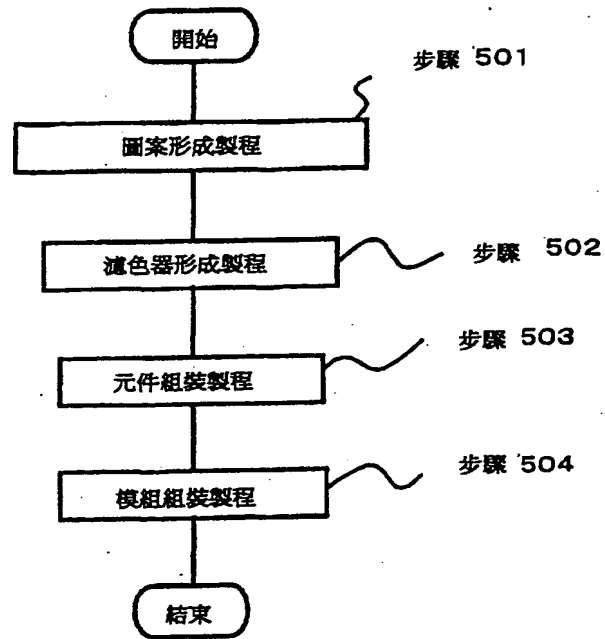 開始
步驟 501
圖案形成製程
濾色器形成製程
步驟 502
元件組裝製程
步驟 503
模組組裝製程
步驟 504
結束